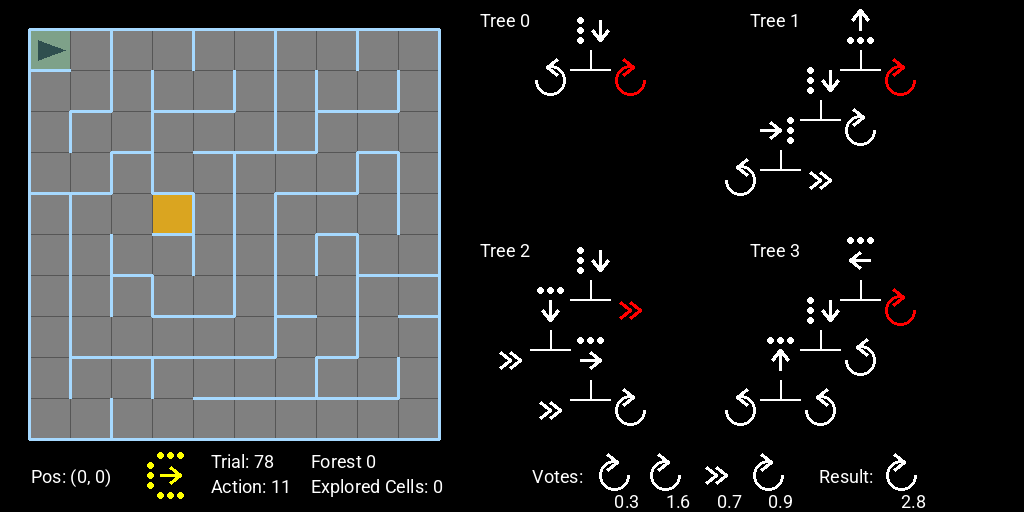 Tree 0
Tree 1
Tree 2
Tree 3
Pos: (0, 0)
Trial: 78
Forest 0
Action: 11
Explored Cells: 0
Votes:
0.3
1.6
0.7
0.9
Result:
2.8